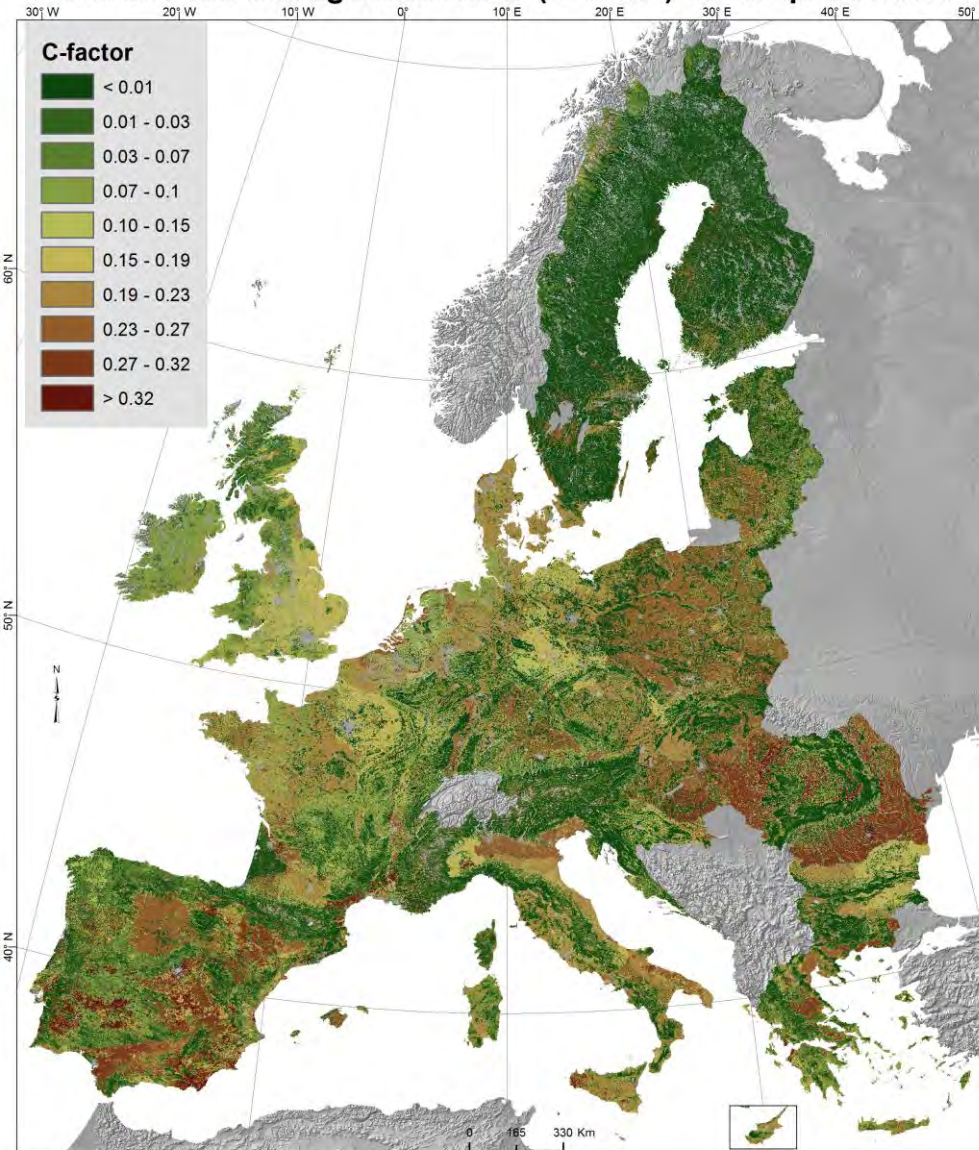 30° W 20° W 10° W 0° 10° E 20° E 30° E 40° E 50° E
C-factor
< 0.01
0.01 - 0.03
0.03 - 0.07
0.07 - 0.1
0.10 - 0.15
0.15 - 0.19
0.19 - 0.23
0.23 - 0.27
0.27 - 0.32
> 0.32
60° N
50° N
N
40° N
0 165 330 Km